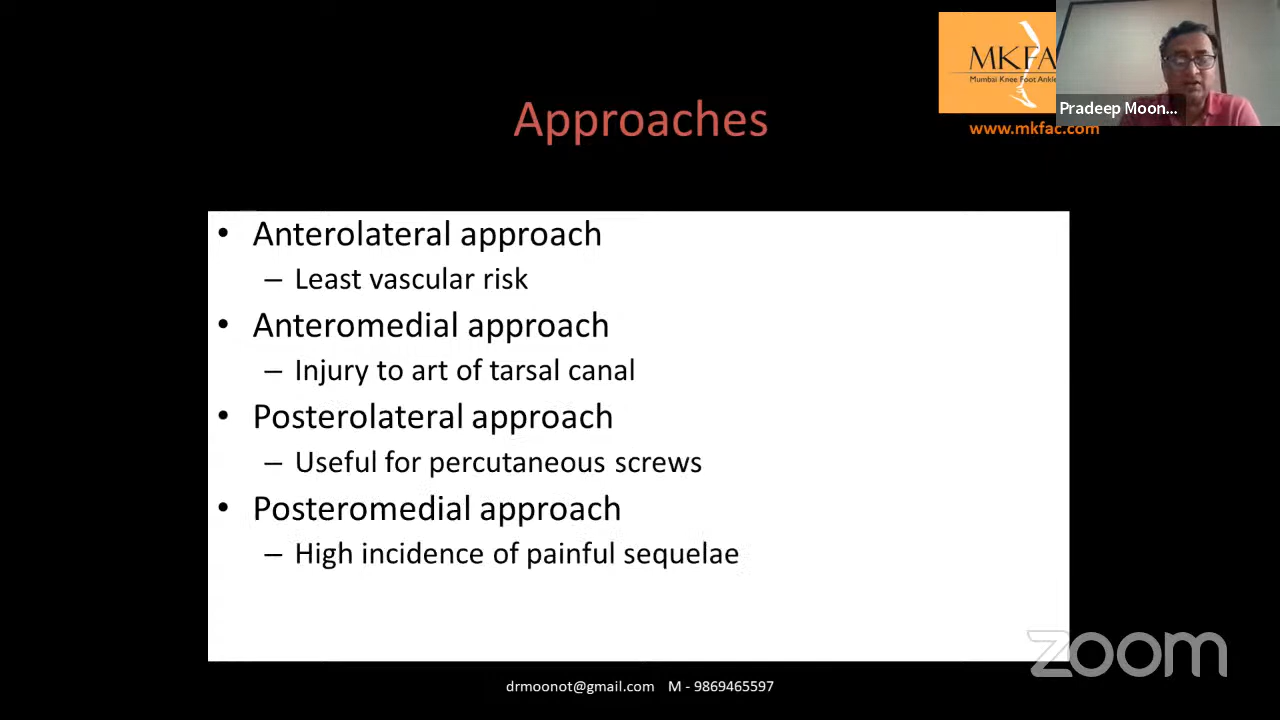 MKFA
Mumbai Knee Foot Ankle
Pradeep Moon...
www.mkfac.com
Approaches
• Anterolateral approach
– Least vascular risk
• Anteromedial approach
– Injury to art of tarsal canal
• Posterolateral approach
– Useful for percutaneous screws
• Posteromedial approach
– High incidence of painful sequelae
zoom
drmoonot@gmail.com M - 9869465597